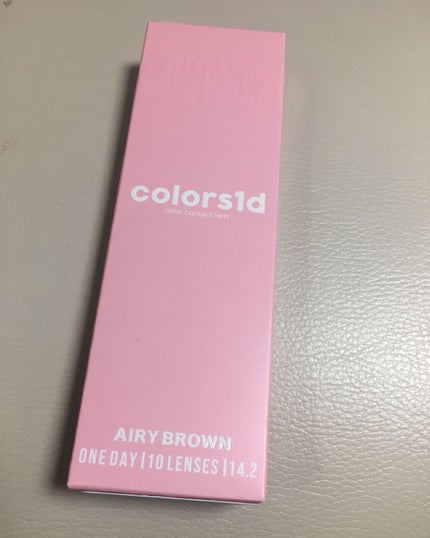 colors1d
color contact lens
AIRY BROWN
ONE DAY | 10 LENSES | 14.2